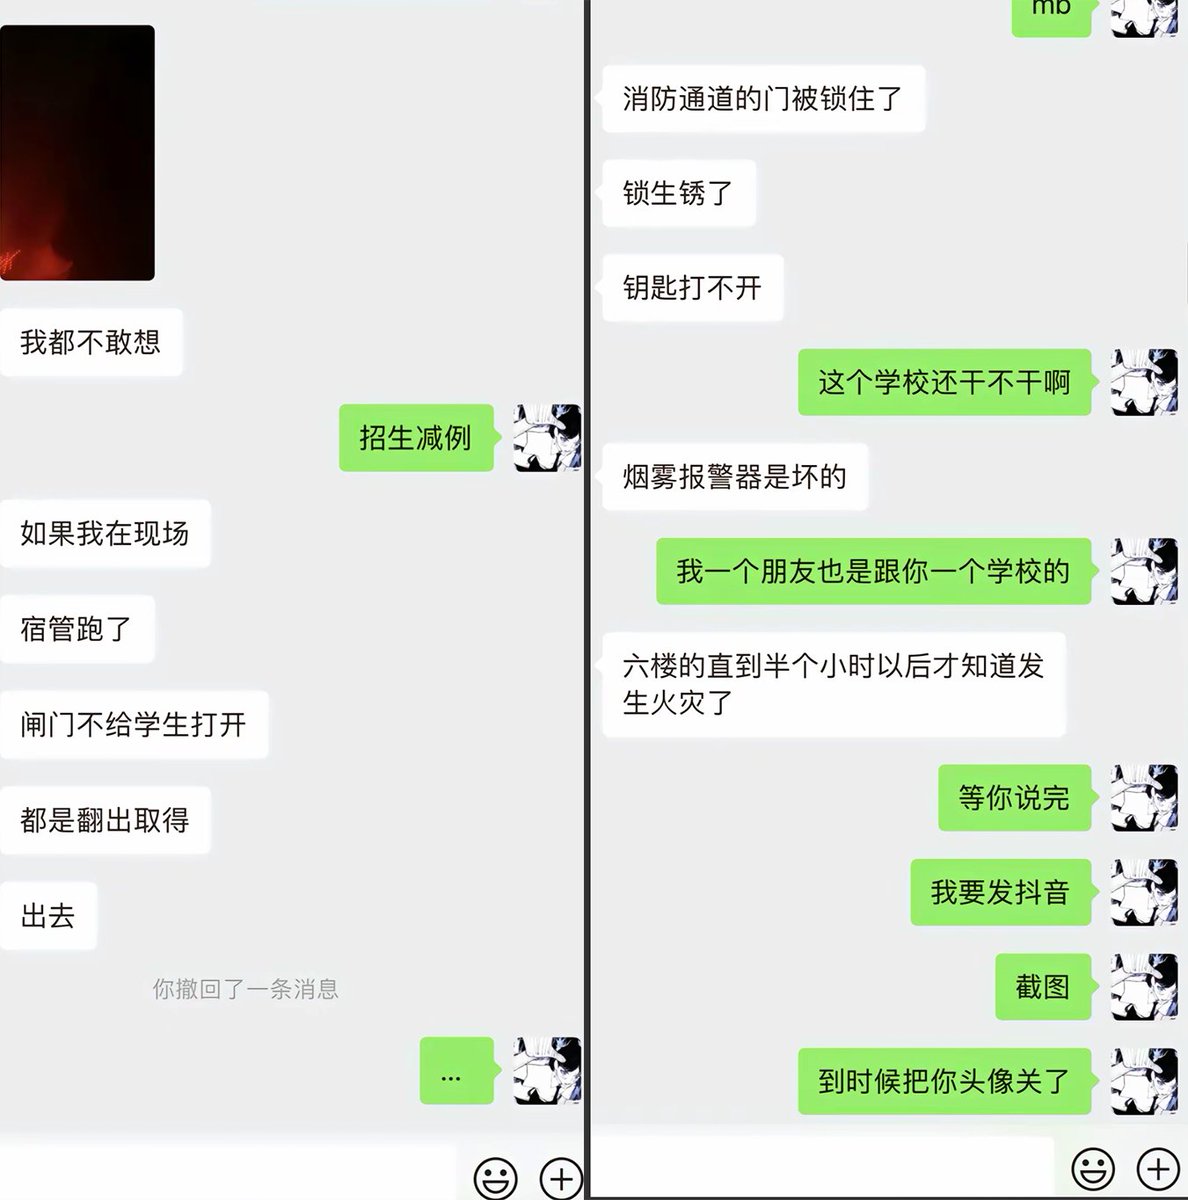 我都不敢想
招生减例
如果我在现场
宿管跑了
闸门不给学生打开
都是翻出取得
出去
你撤回了一条消息
...
mb
消防通道的门被锁住了
锁生锈了
钥匙打不开
这个学校还干不干啊
烟雾报警器是坏的
我一个朋友也是跟你一个学校的
六楼的直到半个小时以后才知道发
生火灾了
等你说完
我要发抖音
截图
到时候把你头像关了